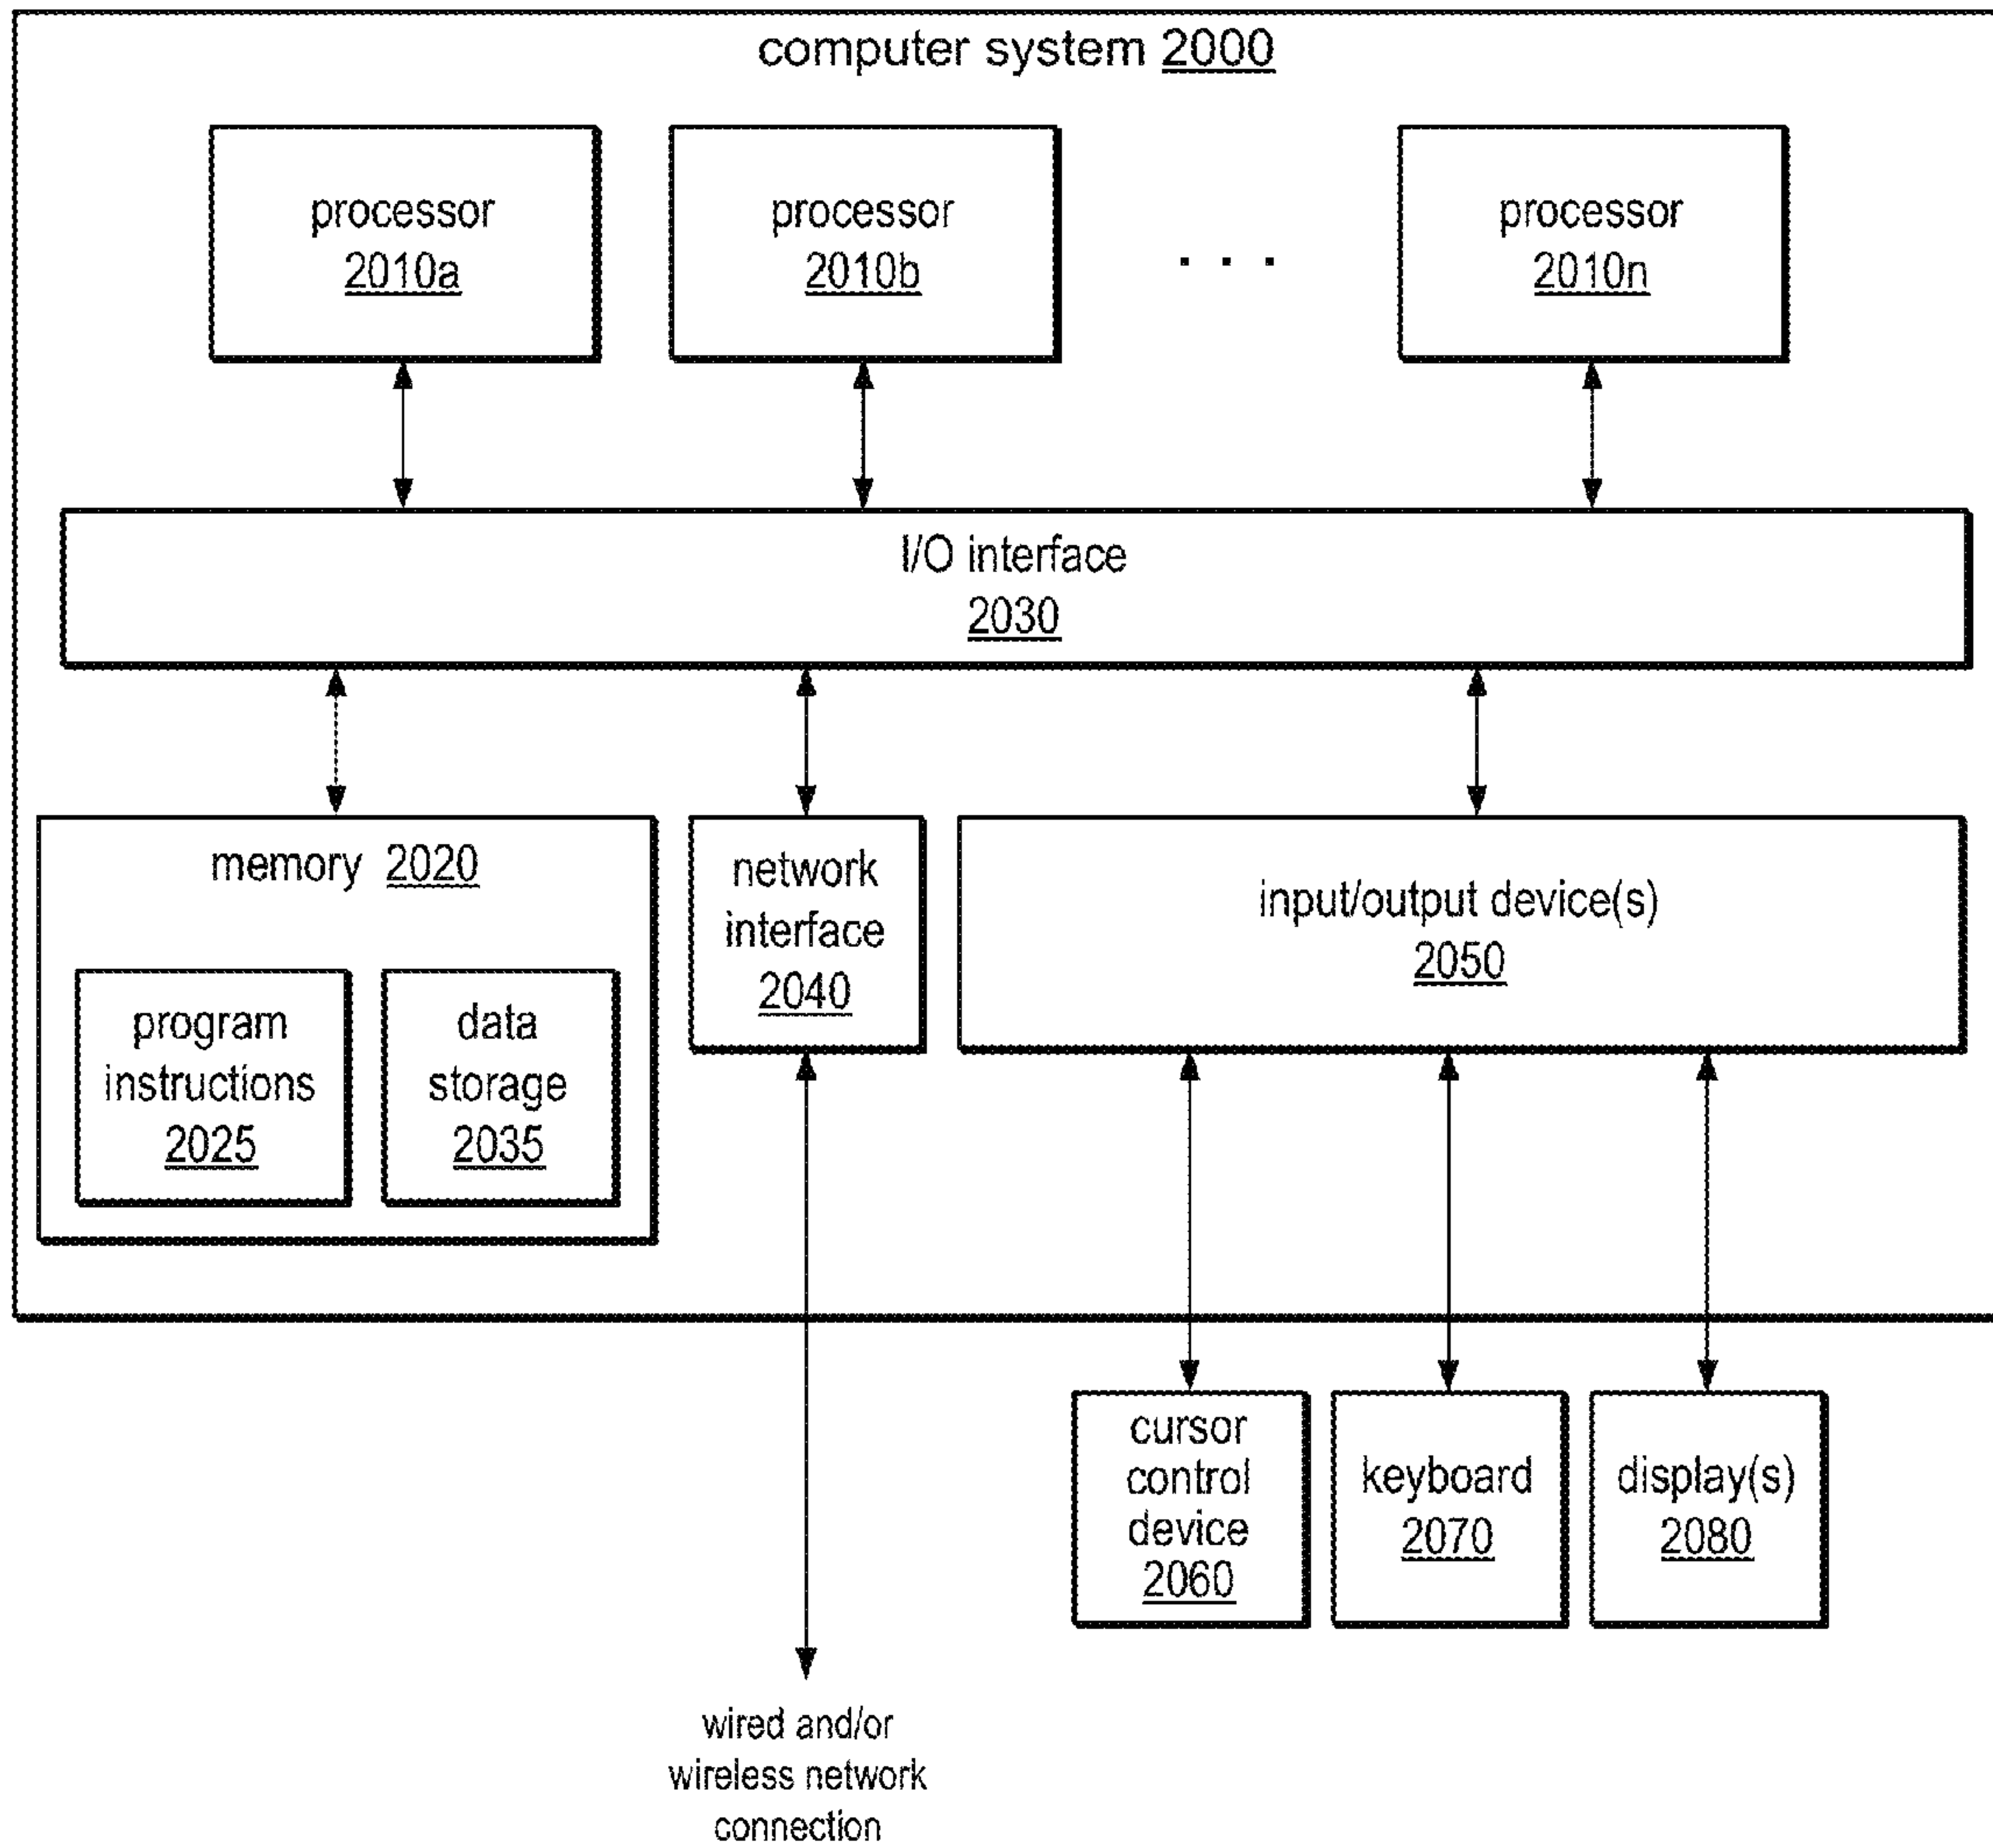 computer system 2000
processor
2010a
processor
2010b
. . .
processor
2010n
I/O interface
2030
memory 2020
program
instructions
2025
data
storage
2035
network
interface
2040
input/output device(s)
2050
cursor
control
device
2060
keyboard
2070
display(s)
2080
wired and/or
wireless network
connection